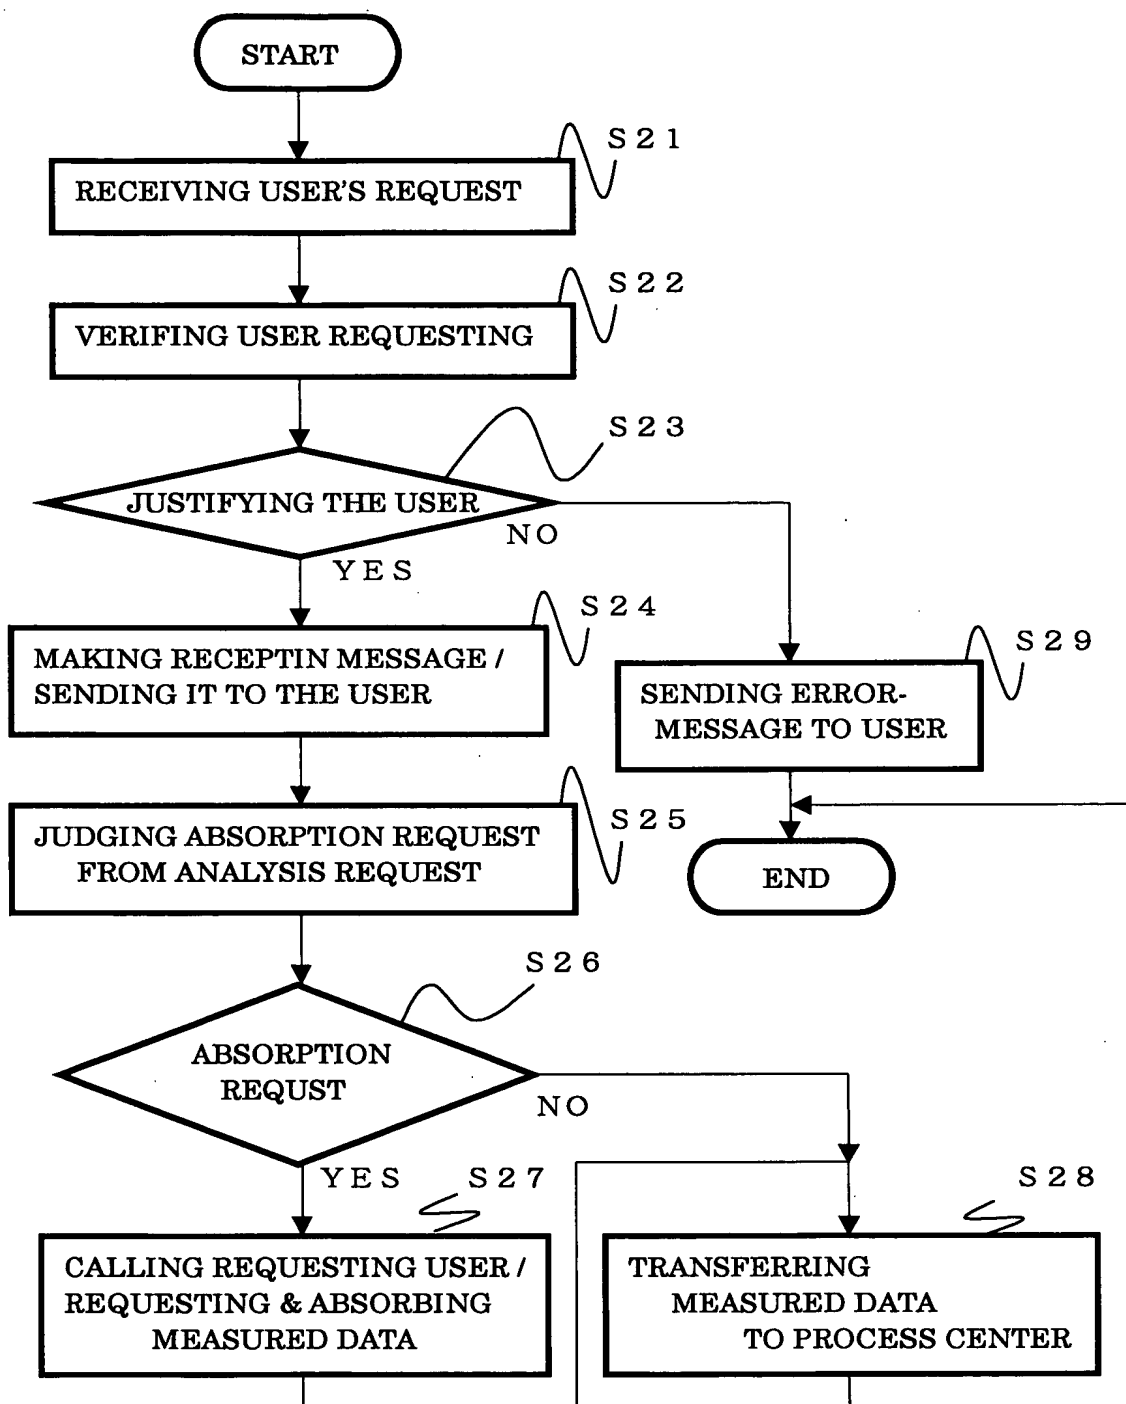 START
S21
RECEIVING USER'S REQUEST
S22
VERIFING USER REQUESTING
S23
JUSTIFYING THE USER
NO
YES
S24
MAKING RECEPTIN MESSAGE /
SENDING IT TO THE USER
S29
SENDING ERROR-
MESSAGE TO USER
S25
JUDGING ABSORPTION REQUEST
FROM ANALYSIS REQUEST
END
S26
ABSORPTION
REQUST
NO
YES
S27
CALLING REQUESTING USER /
REQUESTING & ABSORBING
MEASURED DATA
S28
TRANSFERRING
MEASURED DATA
TO PROCESS CENTER